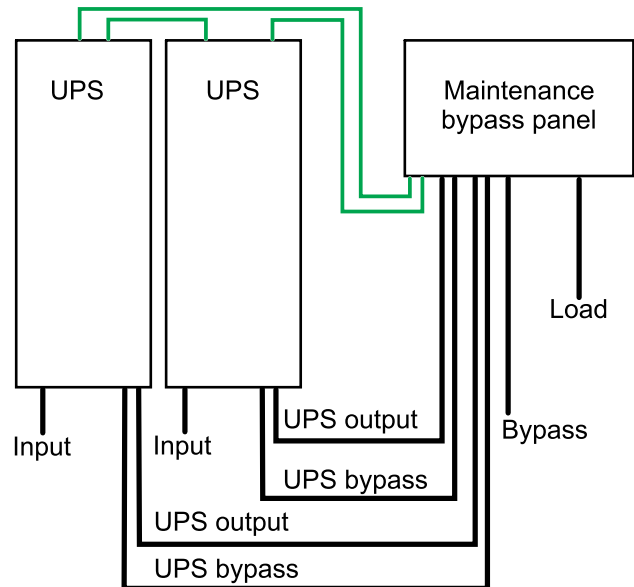 UPS
UPS
Maintenance
bypass panel
Load
UPS output
Bypass
Input
Input
UPS bypass
UPS output
UPS bypass